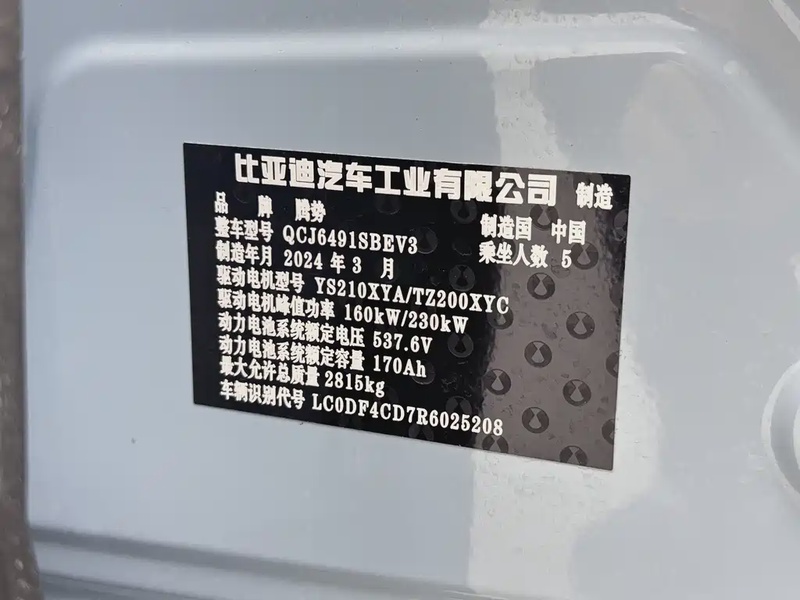 比亚迪汽车工业有限公司 制造
品 牌 腾势 制造国 中国
整车型号 QCJ6491SBEV3 乘坐人数 5
制造年月 2024 年 3 月
驱动电机型号 YS210XYA/TZ200XYC
驱动电机峰值功率 160kW/230kW
动力电池系统额定电压 537.6V
动力电池系统额定容量 170Ah
最大允许总质量 2815kg
车辆识别代号 LC0DF4CD7R6025208